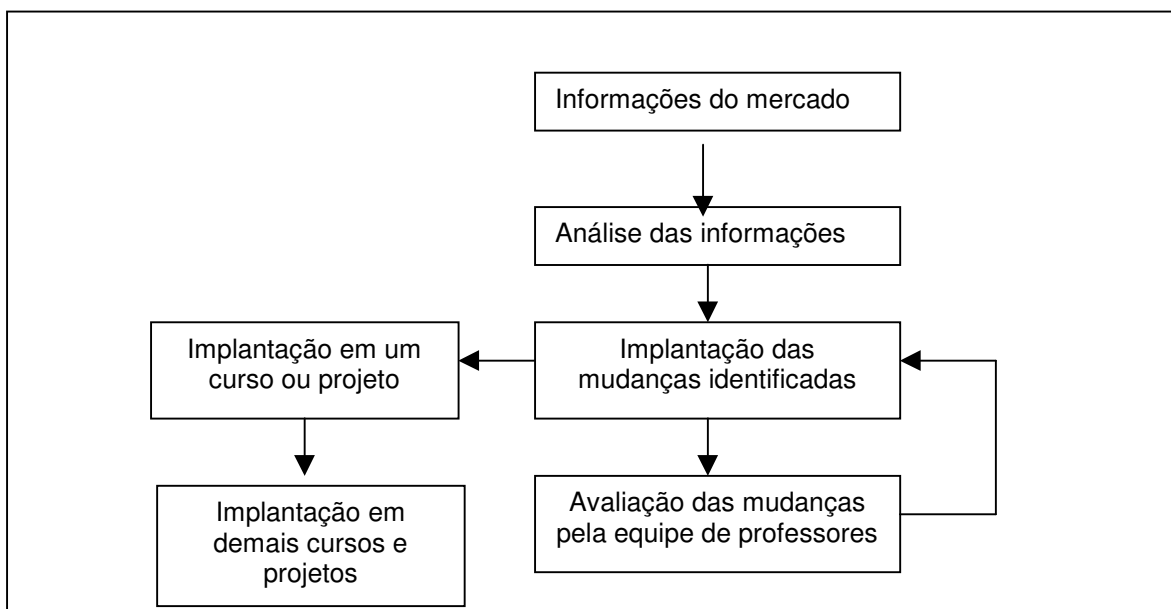 Informações do mercado
Análise das informações
Implantação em um
curso ou projeto
Implantação das
mudanças identificadas
Implantação em
demais cursos e
projetos
Avaliação das mudanças
pela equipe de professores